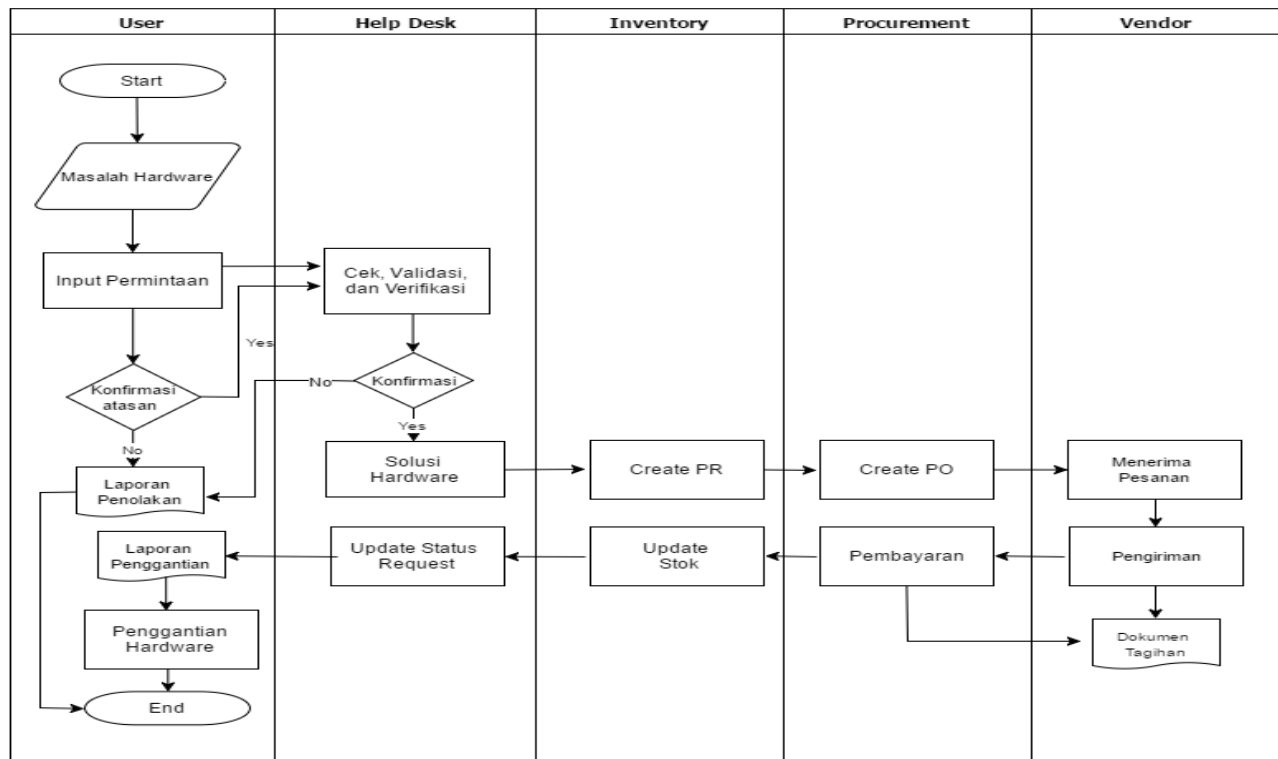 User
Help Desk
Inventory
Procurement
Vendor
Start
Masalah Hardware
Input Permintaan
Cek, Validasi,
dan Verifikasi
Yes
Konfirmasi
atasan
No
Konfirmasi
Yes
No
Laporan
Penolakan
Solusi
Hardware
Create PR
Create PO
Menerima
Pesanan
Laporan
Penggantian
Update Status
Request
Update
Stok
Pembayaran
Pengiriman
Penggantian
Hardware
Dokumen
Tagihan
End